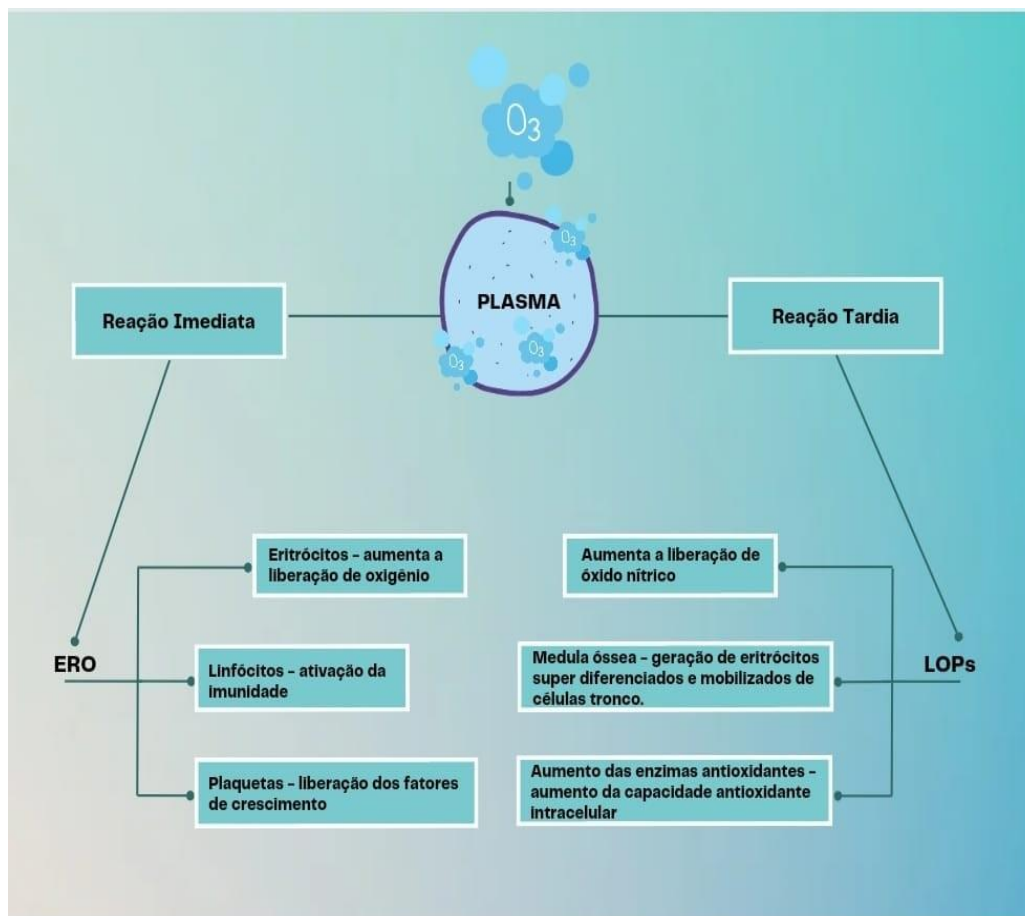 O3
O3
PLASMA
O3
O3
Reação Imediata
Reação Tardia
Eritrócitos – aumenta a
liberação de oxigênio
Aumenta a liberação de
óxido nítrico
ERO
Linfócitos – ativação da
imunidade
Medula óssea – geração de eritrócitos
super diferenciados e mobilizados de
células tronco.
LOPs
Plaquetas – liberação dos fatores
de crescimento
Aumento das enzimas antioxidantes –
aumento da capacidade antioxidante
intracelular